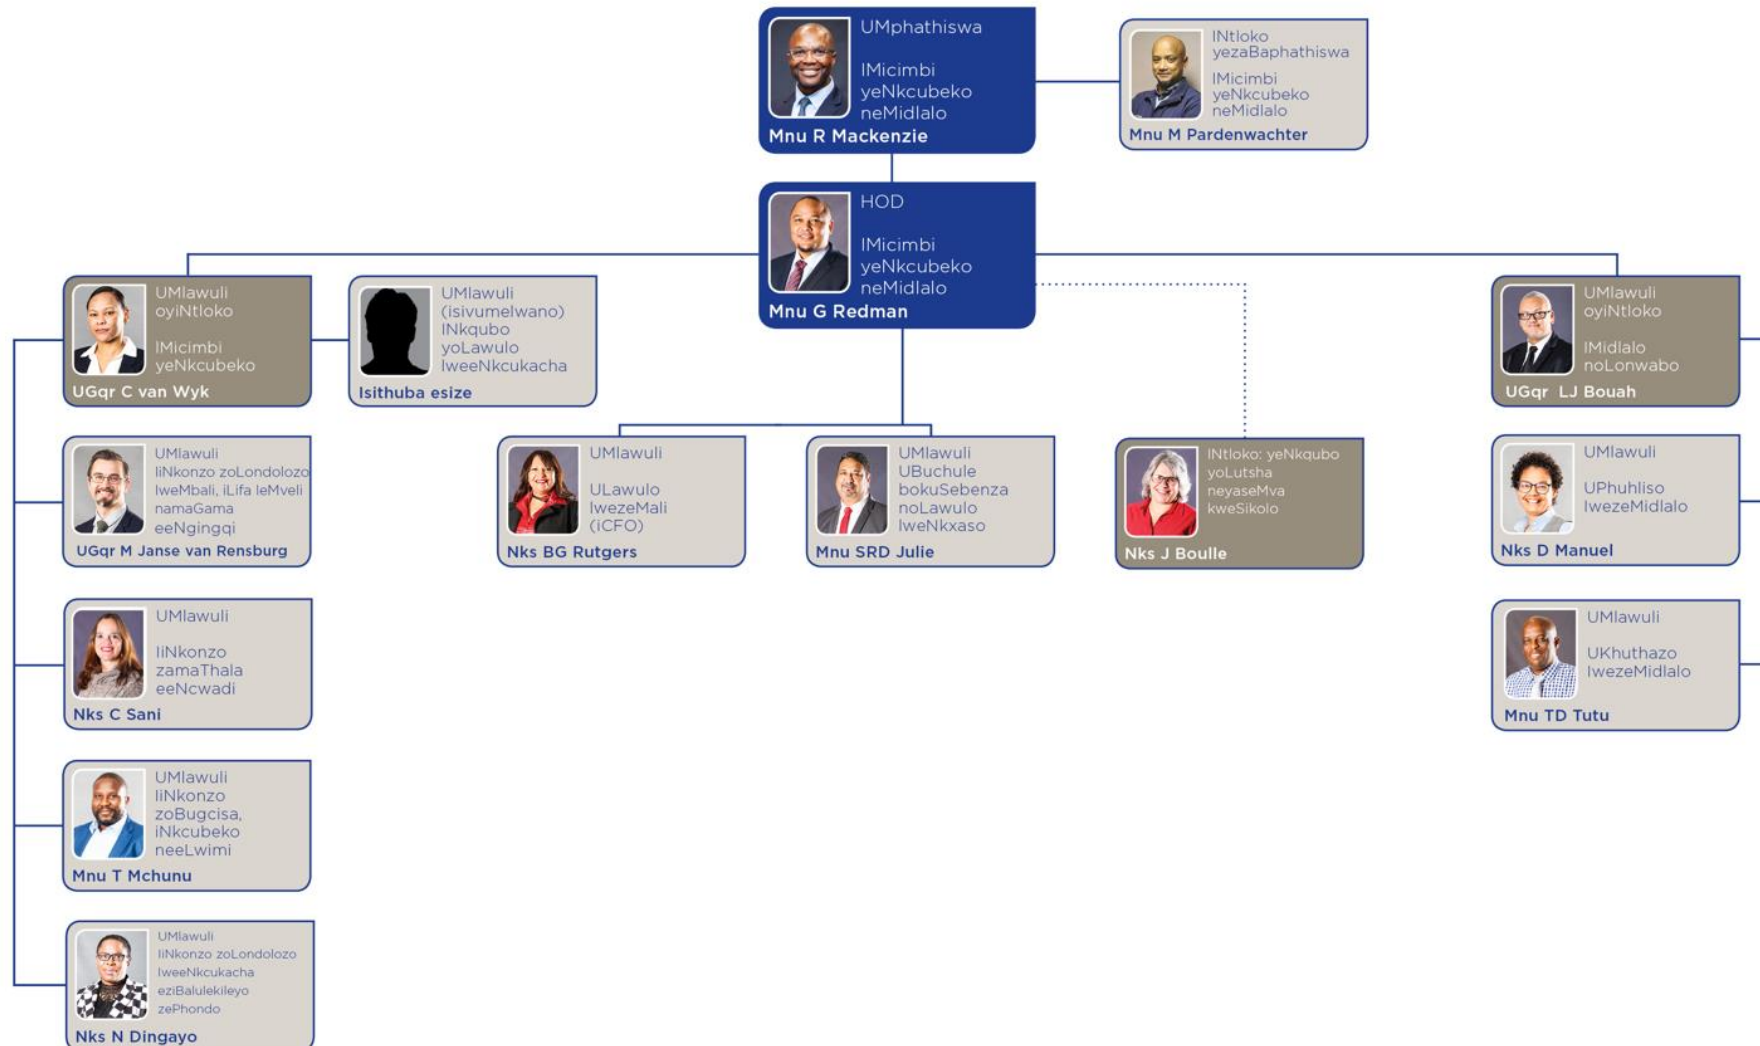 UMphathiswa
IMicimbi
yeNkcubeko
neMidlalo
Mnu R Mackenzie
INtloko
yezaBaphathiswa
IMicimbi
yeNkcubeko
neMidlalo
Mnu M Pardenwachter
HOD
IMicimbi
yeNkcubeko
neMidlalo
Mnu G Redman
UMlawuli
oyiNtloko
IMicimbi
yeNkcubeko
UGqr C van Wyk
UMlawuli
(isivumelwano)
INkqubo
yoLawulo
lweeNkcukacha
Isithuba esize
UMlawuli
oyiNtloko
IMidlalo
noLonwabo
UGqr LJ Bouah
UMlawuli
IiNkonzo zoLondolozo
lweMbali, iLifa leMveli
namaGama
eeNgingqi
UGqr M Janse van Rensburg
UMlawuli
ULawulo
lwezeMali
(iCFO)
Nks BG Rutgers
UMlawuli
UBuchule
bokuSebenza
noLawulo
lweNkxaso
Mnu SRD Julie
INtloko: yeNkqubo
yoLutsha
neyaseMva
kweSikolo
Nks J Boulle
UMlawuli
UPhuhliso
lwezeMidlalo
Nks D Manuel
UMlawuli
IiNkonzo
zamaThala
eeNcwadi
Nks C Sani
UMlawuli
UKhuthazo
lwezeMidlalo
Mnu TD Tutu
UMlawuli
IiNkonzo
zoBugcisa,
iNkcubeko
neeLwimi
Mnu T Mchunu
UMlawuli
IiNkonzo zoLondolozo
lweeNkcukacha
eziBalulekileyo
zePhondo
Nks N Dingayo